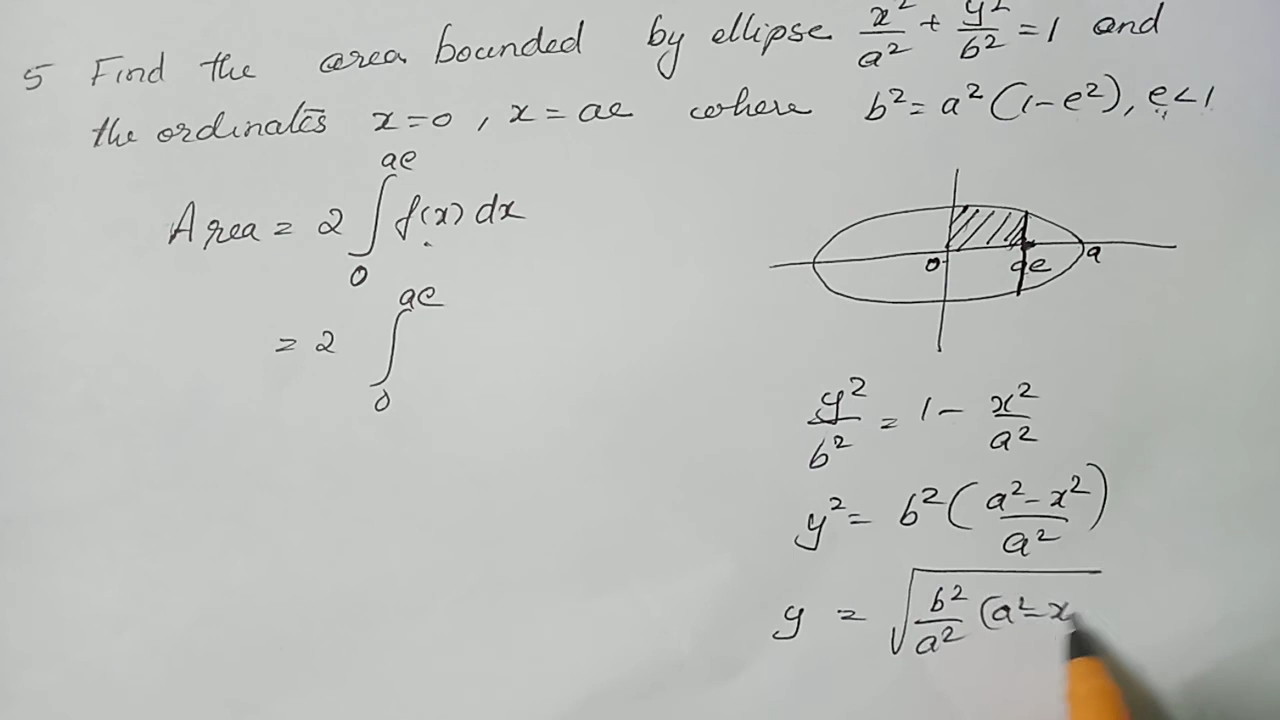 5 Find the area bounded by ellipse x²/a² + y²/b² = 1 and
the ordinates x=0, x=ae where b²=a²(1-e²), e<1
Area = 2 ∫₀^ae f(x) dx
= 2 ∫₀^ae
0 ae a
y²/b² = 1 - x²/a²
y² = b² (a²-x²/a²)
y = √b²/a² (a²-x